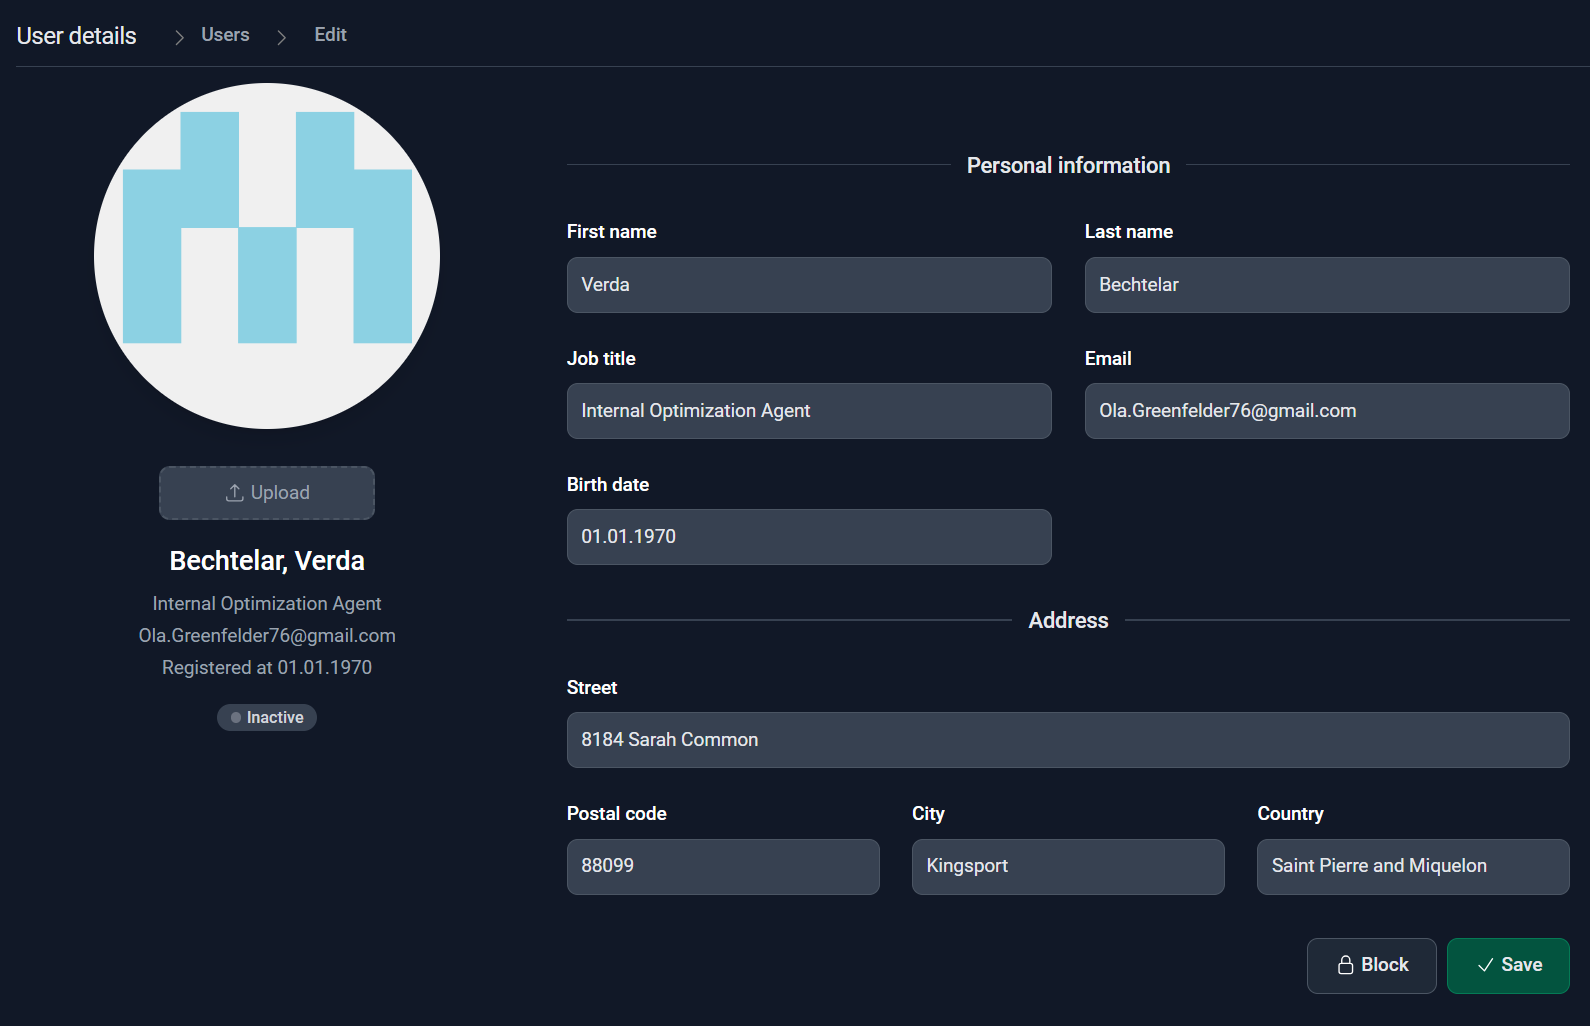 User details
Users
Edit
Upload
Bechtelar, Verda
Internal Optimization Agent
Ola.Greenfelder76@gmail.com
Registered at 01.01.1970
Inactive
Personal information
First name
Last name
Verda
Bechtelar
Job title
Email
Internal Optimization Agent
Ola.Greenfelder76@gmail.com
Birth date
01.01.1970
Address
Street
8184 Sarah Common
Postal code
City
Country
88099
Kingsport
Saint Pierre and Miquelon
Block
Save